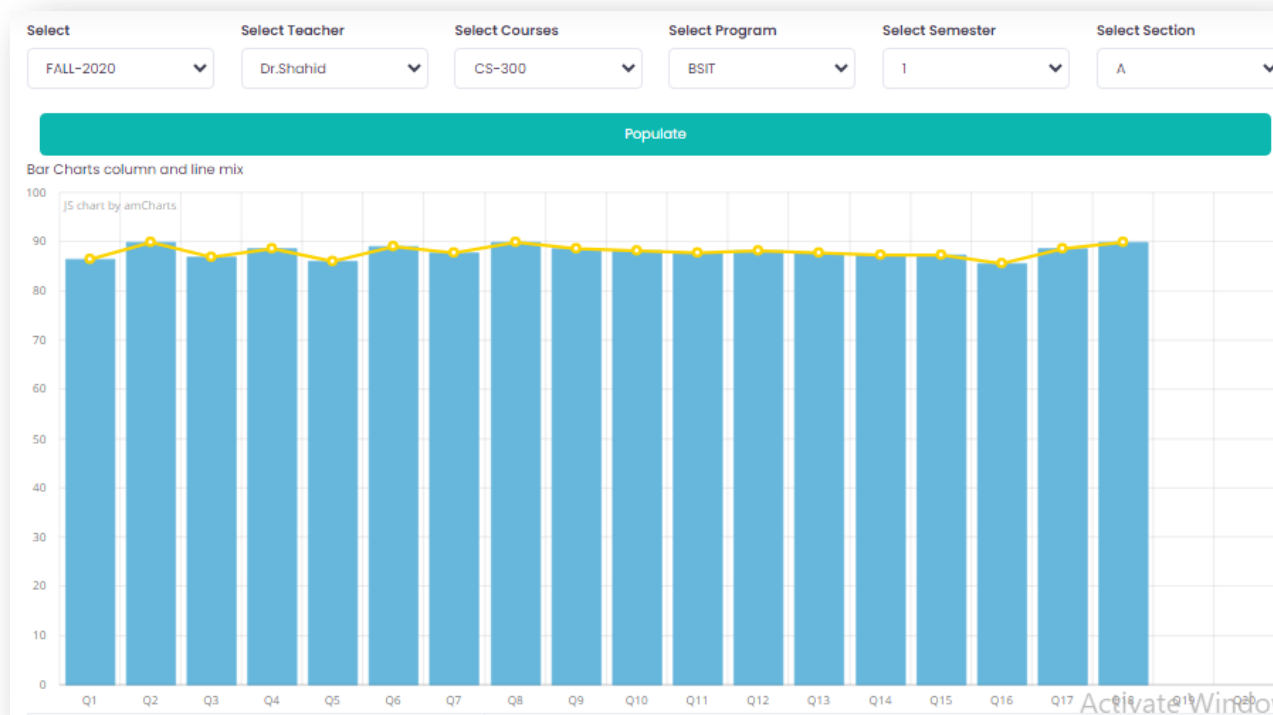 Select Select Teacher Select Courses Select Program Select Semester Select Section
FALL-2020 Dr.Shahid CS-300 BSIT 1 A
Populate
Bar Charts column and line mix
100
JS chart by amCharts
90
80
70
60
50
40
30
20
10
0
Q1 Q2 Q3 Q4 Q5 Q6 Q7 Q8 Q9 Q10 Q11 Q12 Q13 Q14 Q15 Q16 Q17 Q18 Q19 Q20
Activate Windo